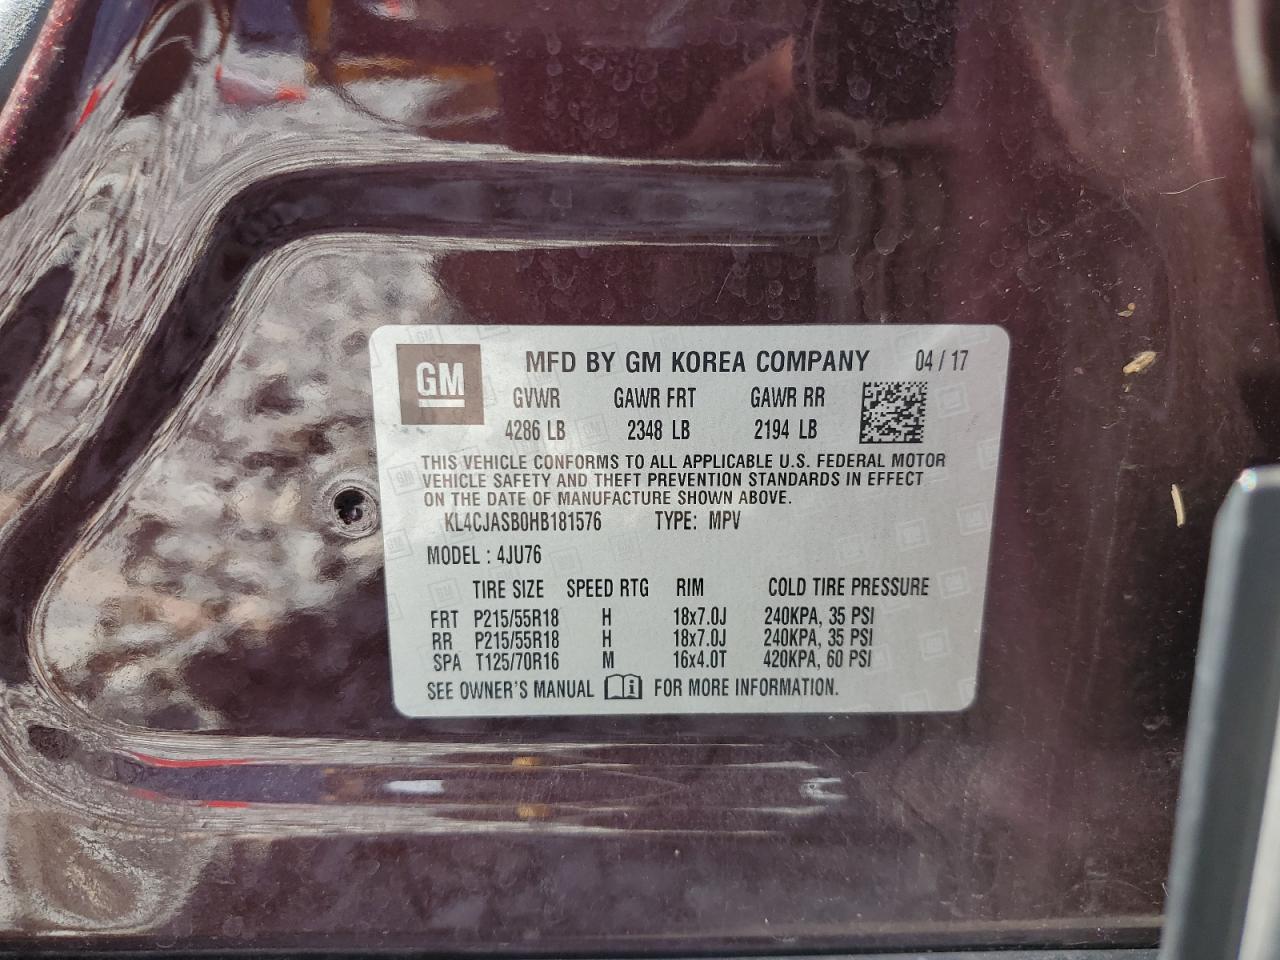 GM MFD BY GM KOREA COMPANY 04 / 17
GVWR GAWR FRT GAWR RR
4286 LB 2348 LB 2194 LB
THIS VEHICLE CONFORMS TO ALL APPLICABLE U.S. FEDERAL MOTOR
VEHICLE SAFETY AND THEFT PREVENTION STANDARDS IN EFFECT
ON THE DATE OF MANUFACTURE SHOWN ABOVE.
KL4CJASB0HB181576 TYPE: MPV
MODEL : 4JU76
TIRE SIZE SPEED RTG RIM COLD TIRE PRESSURE
FRT P215/55R18 H 18x7.0J 240KPA, 35 PSI
RR P215/55R18 H 18x7.0J 240KPA, 35 PSI
SPA T125/70R16 M 16x4.0T 420KPA, 60 PSI
SEE OWNER'S MANUAL FOR MORE INFORMATION.